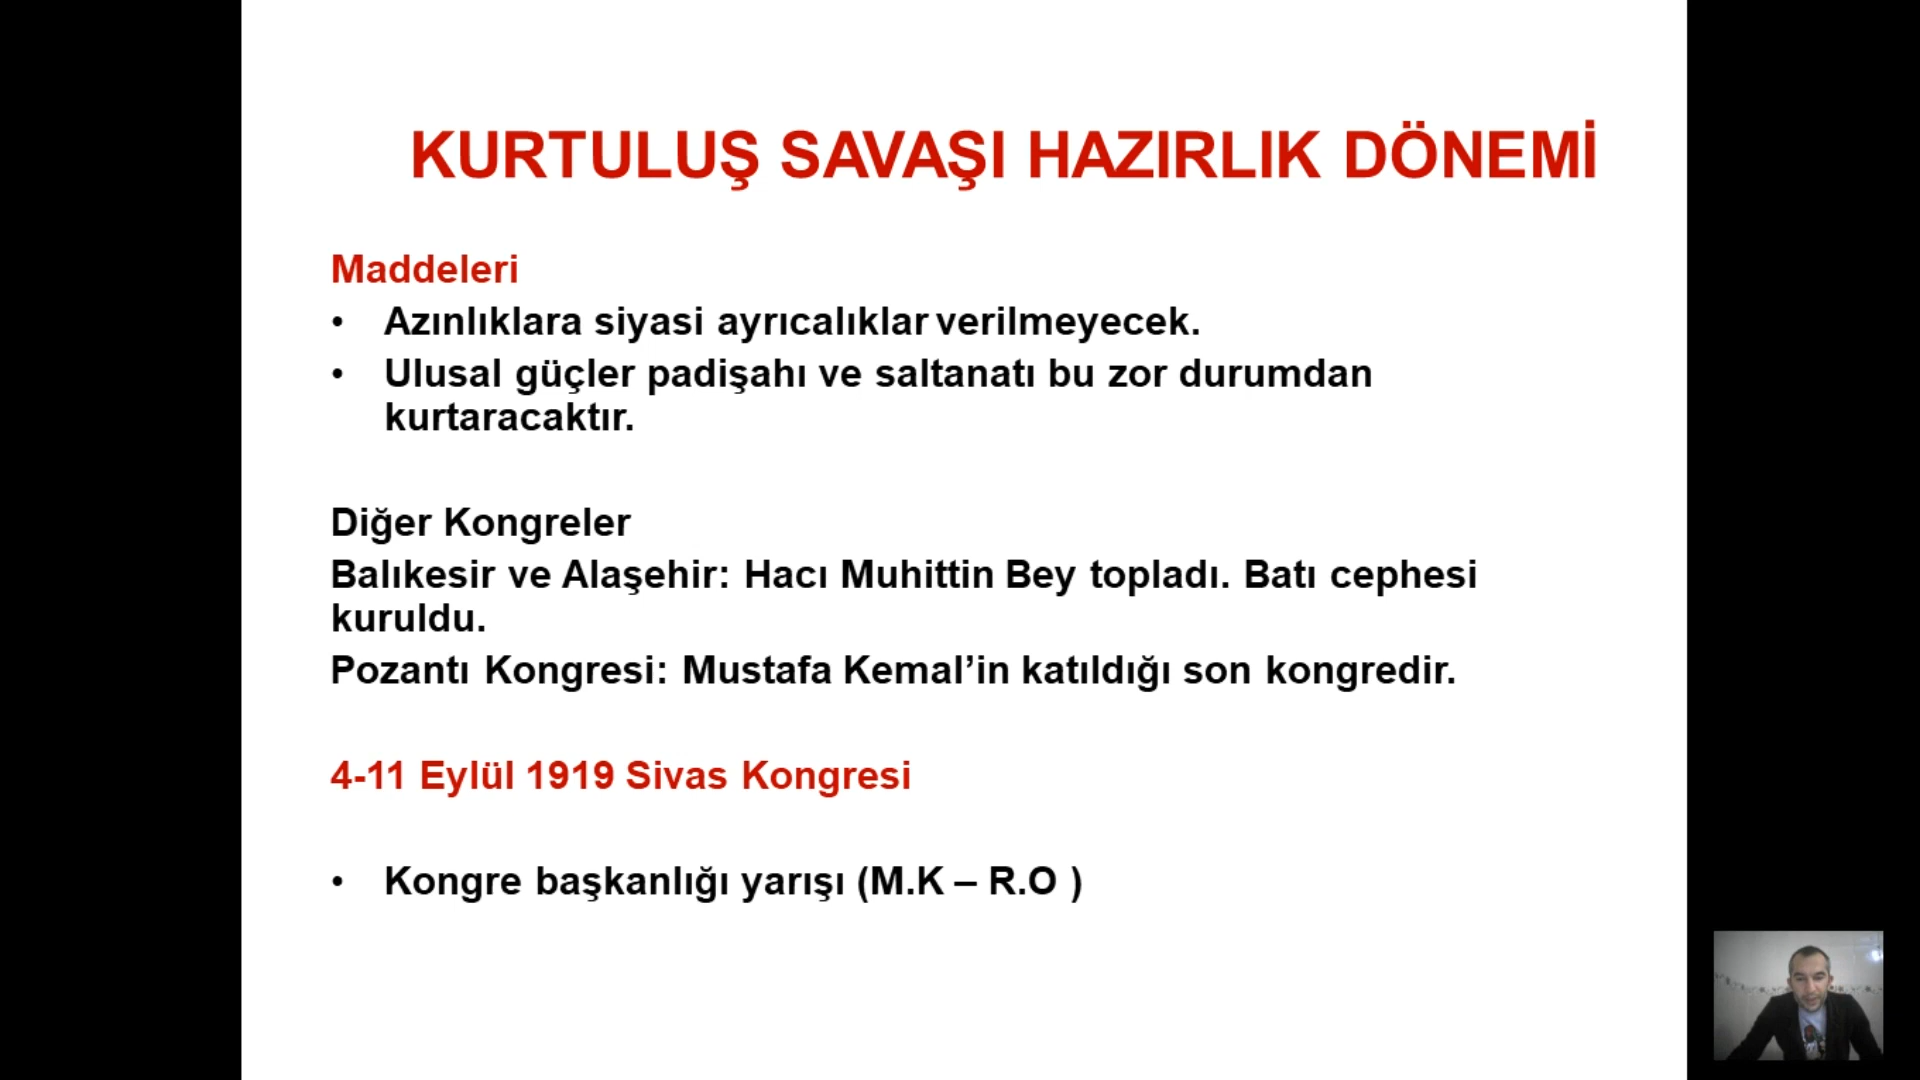 KURTULUŞ SAVAŞI HAZIRLIK DÖNEMİ
Maddeleri
• Azınlıklara siyasi ayrıcalıklar verilmeyecek.
• Ulusal güçler padişahı ve saltanatı bu zor durumdan
kurtaracaktır.
Diğer Kongreler
Balıkesir ve Alaşehir: Hacı Muhittin Bey topladı. Batı cephesi
kuruldu.
Pozantı Kongresi: Mustafa Kemal’in katıldığı son kongredir.
4-11 Eylül 1919 Sivas Kongresi
• Kongre başkanlığı yarışı (M.K – R.O )